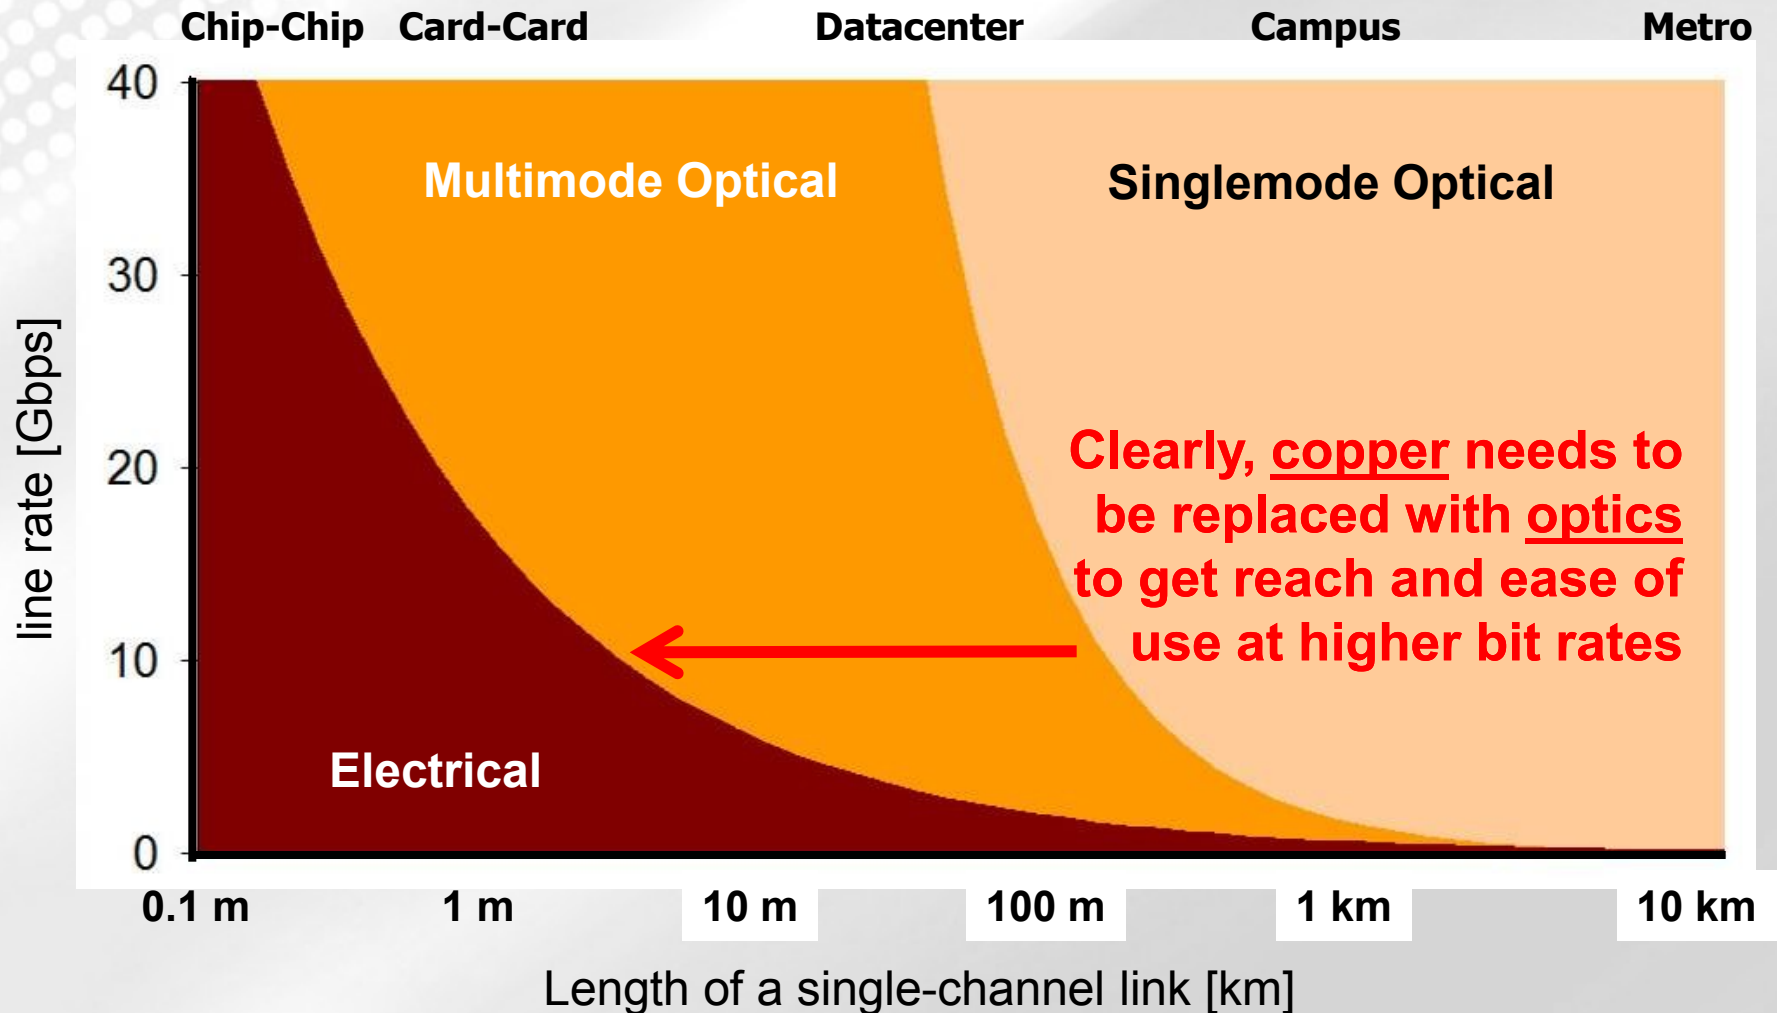 Chip-Chip Card-Card Datacenter Campus Metro
40
Multimode Optical Singlemode Optical
30
line rate [Gbps]
20
Clearly, copper needs to
be replaced with optics
to get reach and ease of
use at higher bit rates
10
Electrical
0
0.1 m 1 m 10 m 100 m 1 km 10 km
Length of a single-channel link [km]